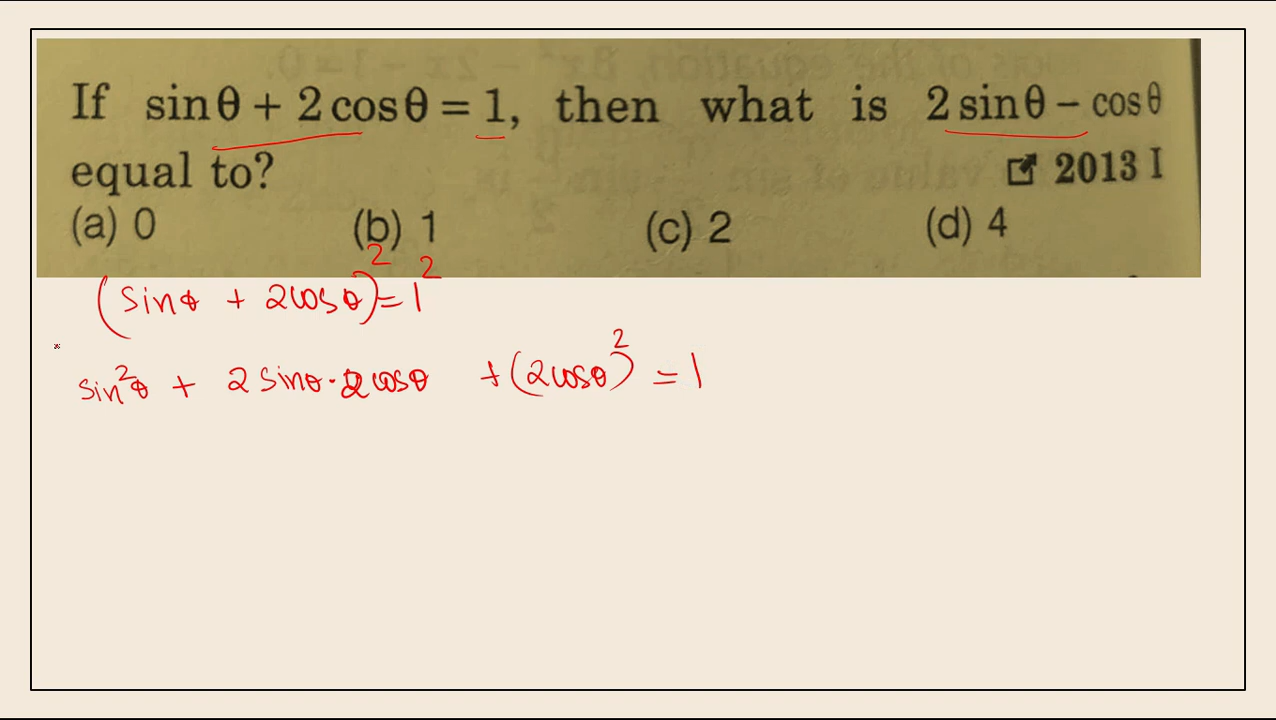 If sinθ + 2 cosθ = 1, then what is 2 sinθ – cosθ
equal to? 2013 I
(a) 0 (b) 1 (c) 2 (d) 4
(sinθ + 2cosθ)² = 1²
sin²θ + 2 sinθ · 2cosθ + (2cosθ)² = 1